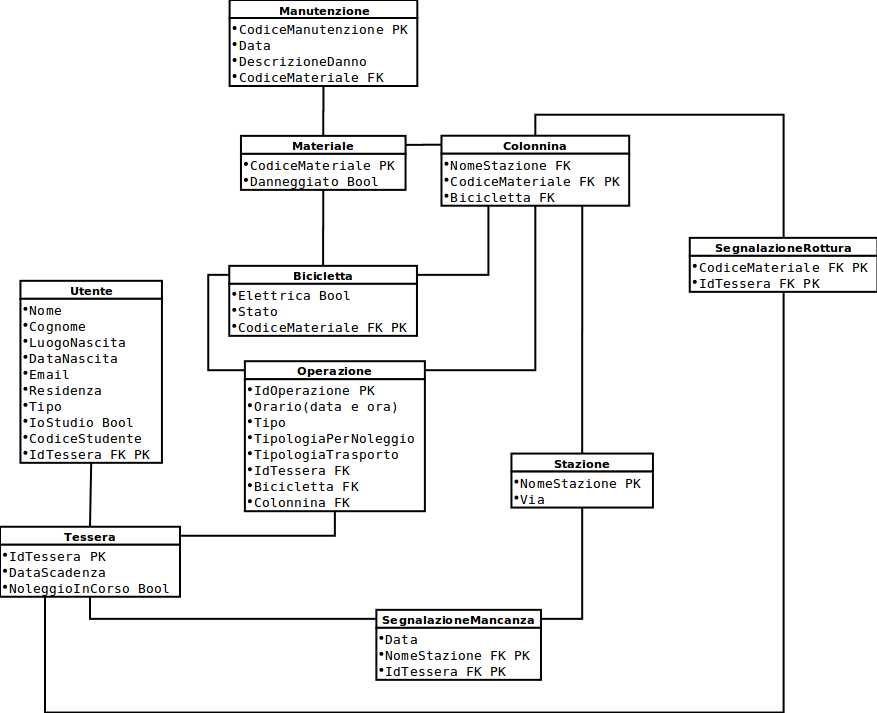 Manutenzione
•CodiceManutenzione PK
•Data
•DescrizioneDanno
•CodiceMateriale FK
Materiale
•CodiceMateriale PK
•Danneggiato Bool
Colonnina
•NomeStazione FK
•CodiceMateriale FK PK
•Bicicletta FK
SegnalazioneRottura
•CodiceMateriale FK PK
•IdTessera FK PK
Bicicletta
•Elettrica Bool
•Stato
•CodiceMateriale FK PK
Utente
•Nome
•Cognome
•LuogoNascita
•DataNascita
•Email
•Residenza
•Tipo
•IoStudio Bool
•CodiceStudente
•IdTessera FK PK
Operazione
•IdOperazione PK
•Orario(data e ora)
•Tipo
•TipologiaPerNoleggio
•TipologiaTrasporto
•IdTessera FK
•Bicicletta FK
•Colonnina FK
Stazione
•NomeStazione PK
•Via
Tessera
•IdTessera PK
•DataScadenza
•NoleggioInCorso Bool
SegnalazioneMancanza
•Data
•NomeStazione FK PK
•IdTessera FK PK